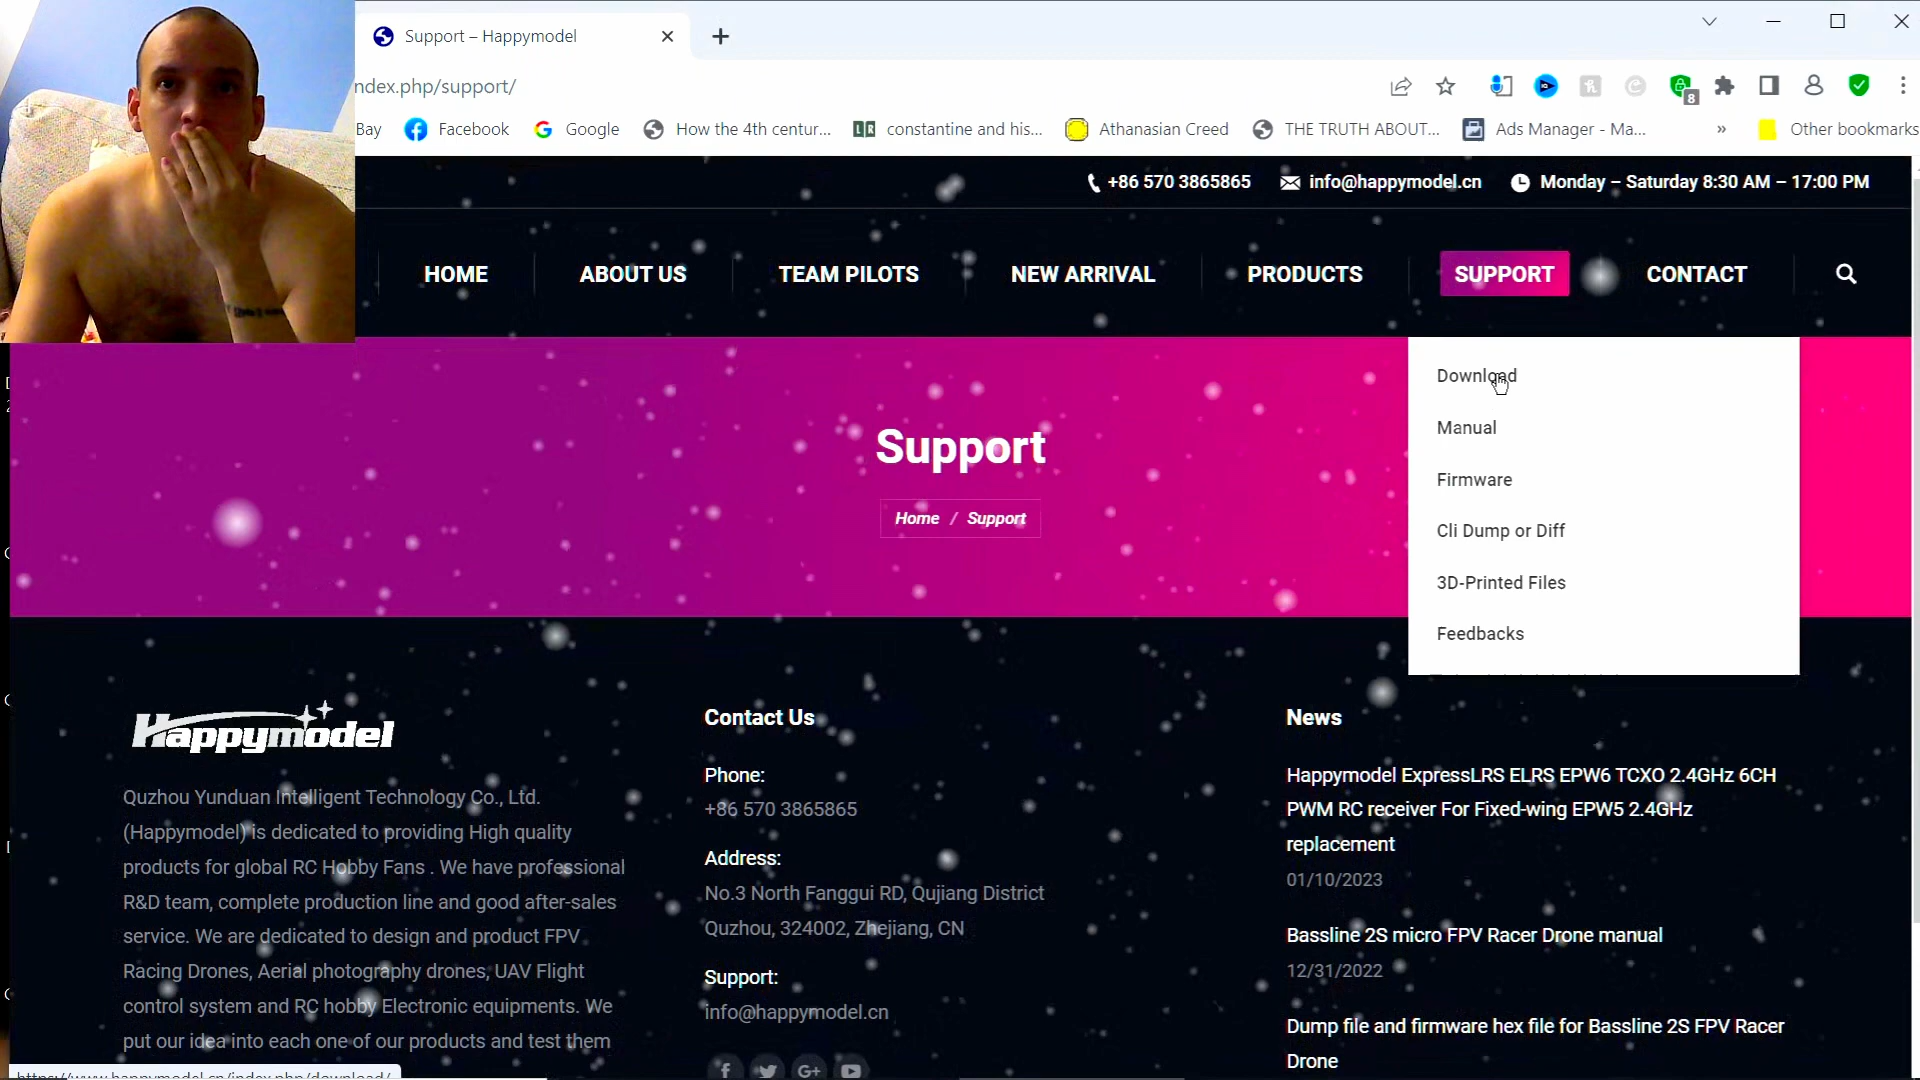 Support – Happymodel
ndex.php/support/
8
Bay
Facebook
Google
How the 4th centur...
constantine and his...
Athanasian Creed
THE TRUTH ABOUT...
Ads Manager - Ma...
»
Other bookmarks
+86 570 3865865
info@happymodel.cn
Monday – Saturday 8:30 AM – 17:00 PM
HOME
ABOUT US
TEAM PILOTS
NEW ARRIVAL
PRODUCTS
SUPPORT
CONTACT
Download
Manual
Firmware
Cli Dump or Diff
3D-Printed Files
Feedbacks
Support
Home / Support
Happymodel
Quzhou Yunduan Intelligent Technology Co., Ltd.
(Happymodel) is dedicated to providing High quality
products for global RC Hobby Fans . We have professional
R&D team, complete production line and good after-sales
service. We are dedicated to design and product FPV
Racing Drones, Aerial photography drones, UAV Flight
control system and RC hobby Electronic equipments. We
put our idea into each one of our products and test them
Contact Us
Phone:
+86 570 3865865
Address:
No.3 North Fanggui RD, Qujiang District
Quzhou, 324002, Zhejiang, CN
Support:
info@happymodel.cn
News
Happymodel ExpressLRS ELRS EPW6 TCXO 2.4GHz 6CH
PWM RC receiver For Fixed-wing EPW5 2.4GHz
replacement
01/10/2023
Bassline 2S micro FPV Racer Drone manual
12/31/2022
Dump file and firmware hex file for Bassline 2S FPV Racer
Drone
https://www.happymodel.cn/index.php/download/